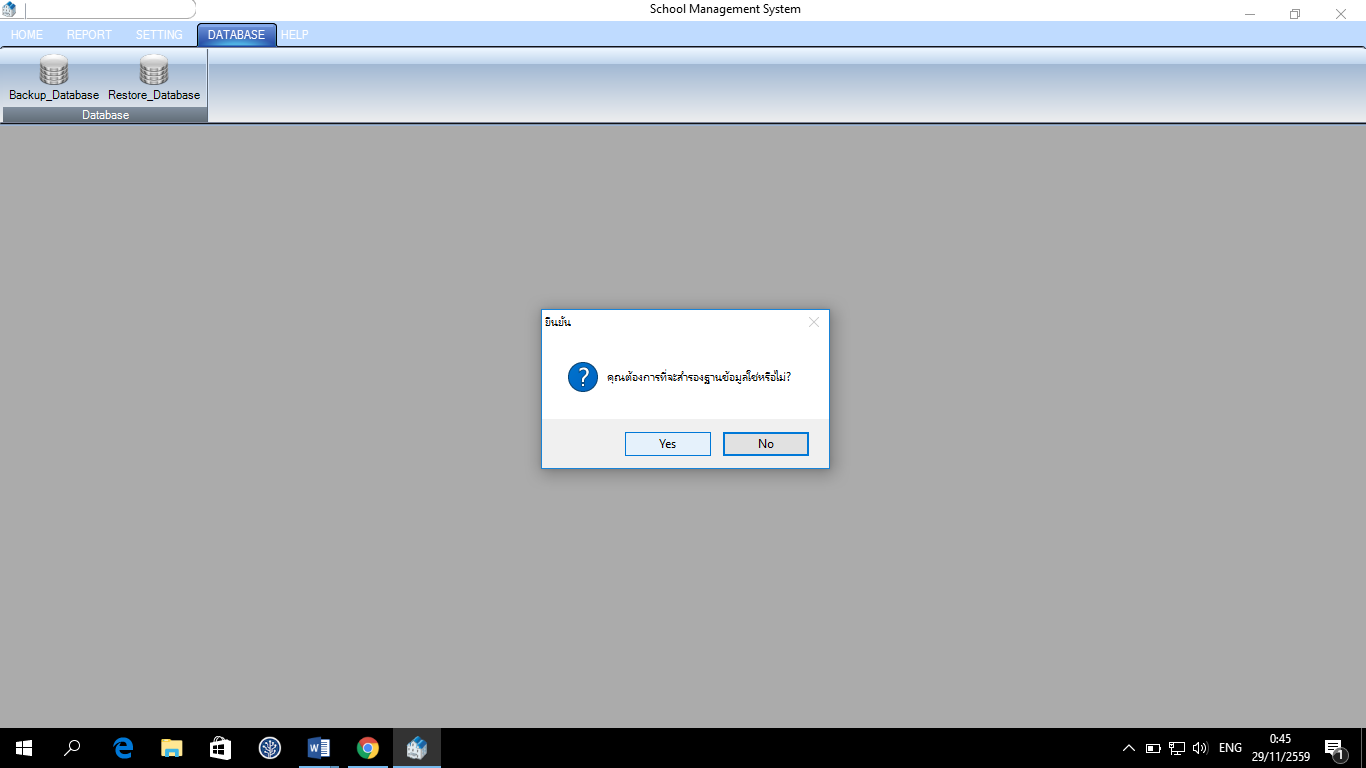 School Management System
HOME REPORT SETTING DATABASE HELP
Backup_Database Restore_Database
Database
ยืนยัน
คุณต้องการที่จะสำรองฐานข้อมูลใช่หรือไม่?
Yes No
ENG
0:45
29/11/2559
1